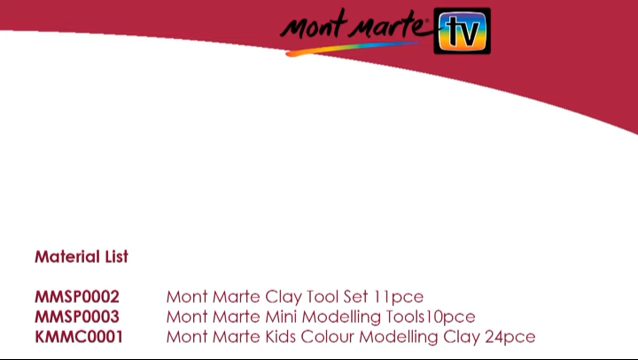 Mont Marte tv
Material List
MMSP0002 Mont Marte Clay Tool Set 11pce
MMSP0003 Mont Marte Mini Modelling Tools10pce
KMMC0001 Mont Marte Kids Colour Modelling Clay 24pce